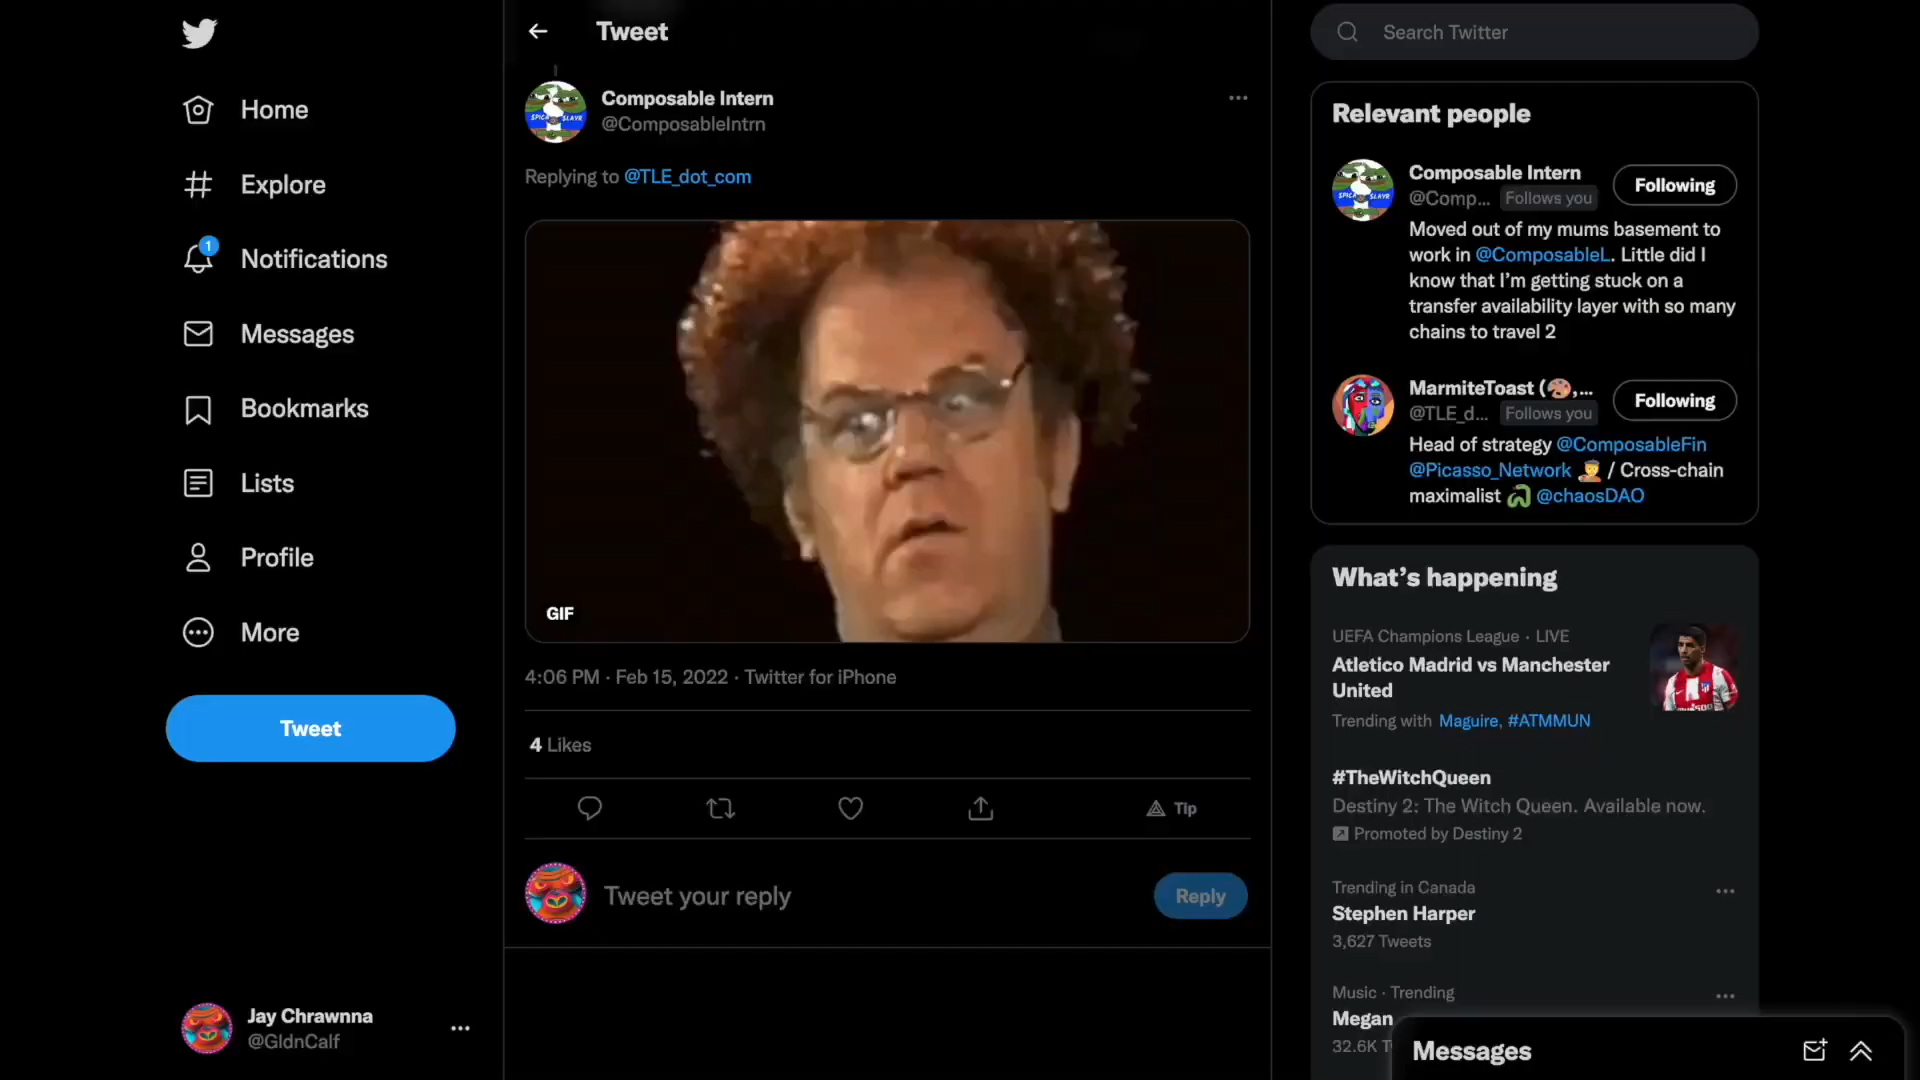 Home
Explore
1
Notifications
Messages
Bookmarks
Lists
Profile
More
Tweet
Jay Chrawnna
@GldnCalf
Tweet
Composable Intern
@ComposableIntrn
Replying to @TLE_dot_com
GIF
4:06 PM · Feb 15, 2022 · Twitter for iPhone
4 Likes
Tip
Tweet your reply
Reply
Search Twitter
Relevant people
Composable Intern
@Comp... Follows you
Following
Moved out of my mums basement to
work in @ComposableL. Little did I
know that I'm getting stuck on a
transfer availability layer with so many
chains to travel 2
MarmiteToast (🎨,...
@TLE_d... Follows you
Following
Head of strategy @ComposableFin
@Picasso_Network 👨‍🎨 / Cross-chain
maximalist 🐍 @chaosDAO
What's happening
UEFA Champions League · LIVE
Atletico Madrid vs Manchester
United
Trending with Maguire, #ATMMUN
#TheWitchQueen
Destiny 2: The Witch Queen. Available now.
Promoted by Destiny 2
Trending in Canada
Stephen Harper
3,627 Tweets
Music · Trending
Megan
32.6K T
Messages